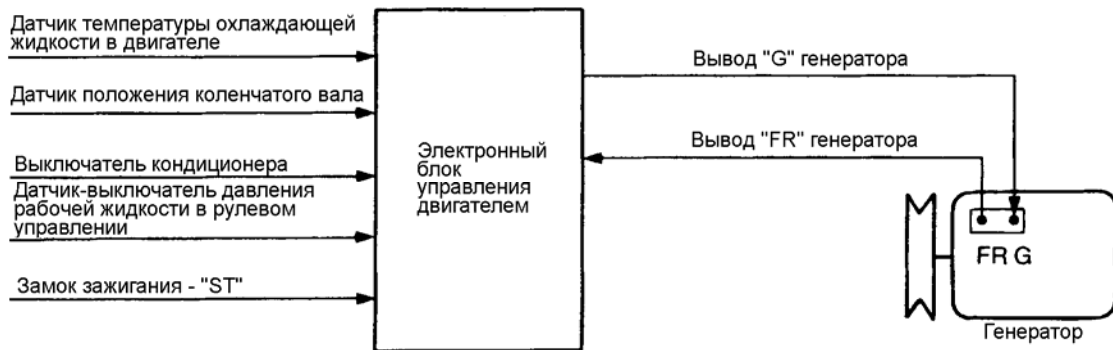 Датчик температуры охлаждающей
жидкости в двигателе
Датчик положения коленчатого вала
Выключатель кондиционера
Датчик-выключатель давления
рабочей жидкости в рулевом
управлении
Замок зажигания - "ST"
Электронный
блок
управления
двигателем
Вывод "G" генератора
Вывод "FR" генератора
FR G
Генератор